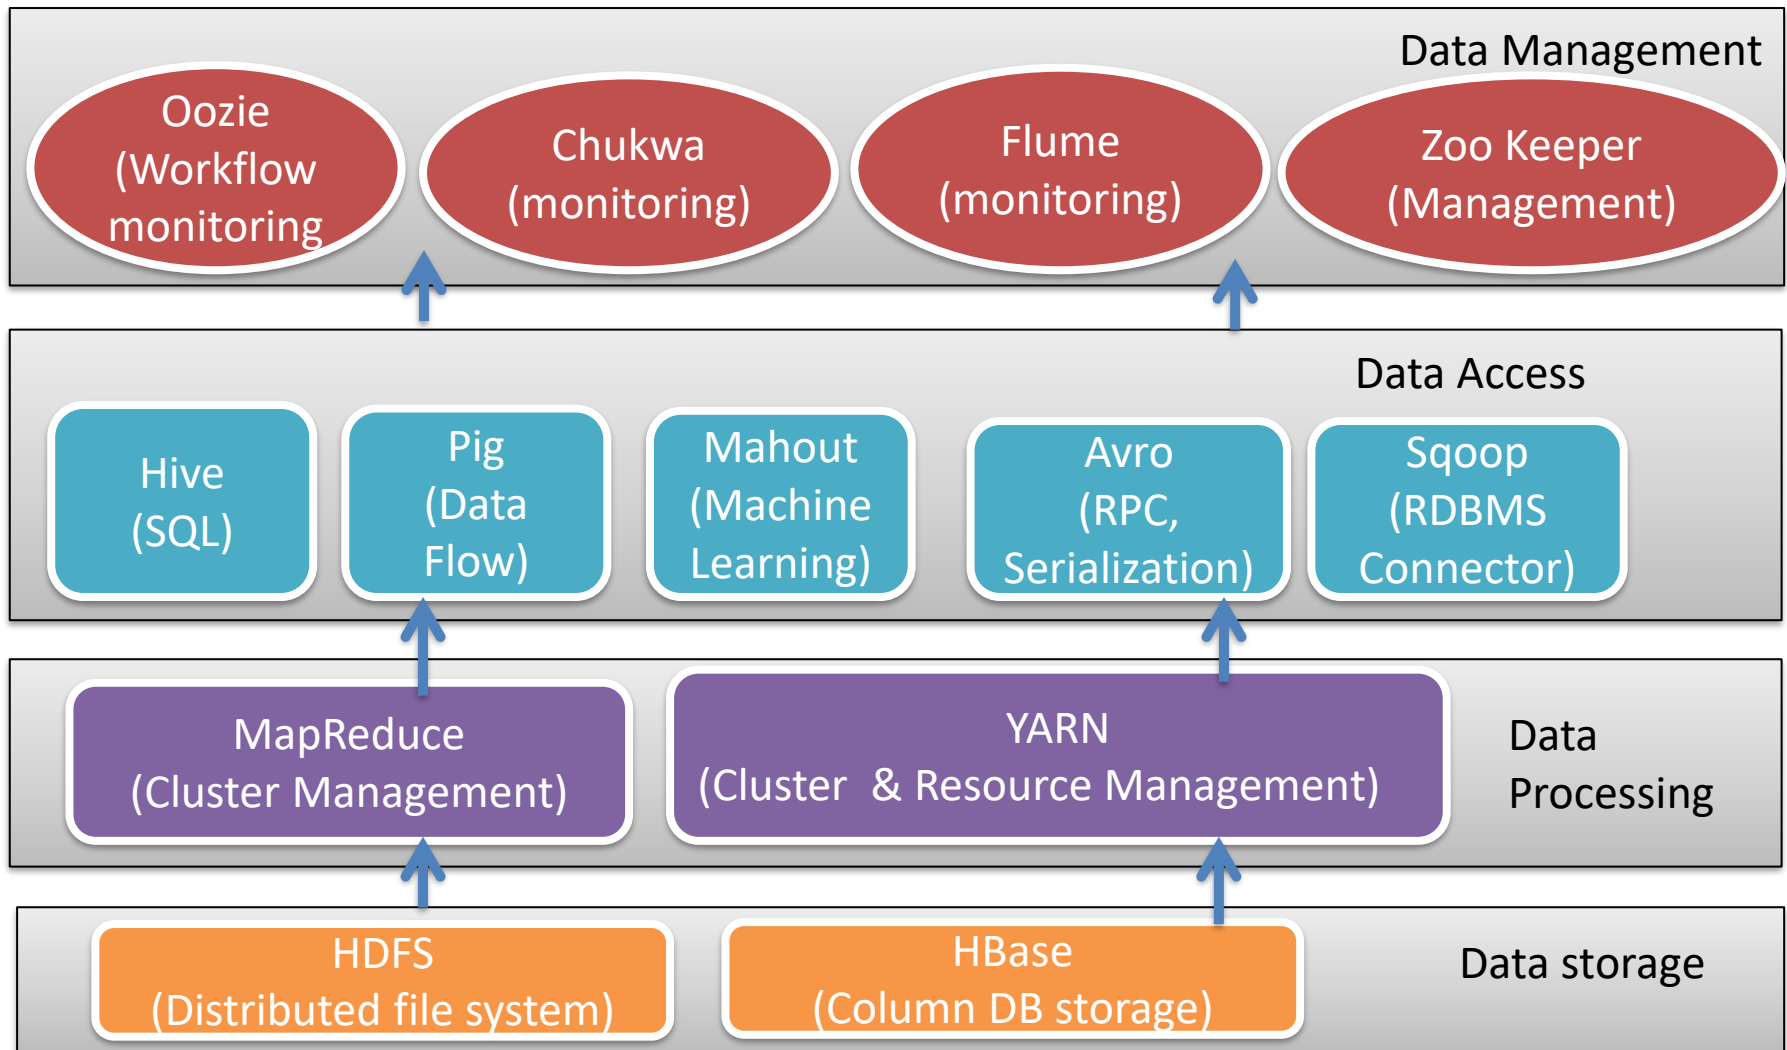 Data Management
Oozie
(Workflow
monitoring
Chukwa
(monitoring)
Flume
(monitoring)
Zoo Keeper
(Management)
Data Access
Hive
(SQL)
Pig
(Data
Flow)
Mahout
(Machine
Learning)
Avro
(RPC,
Serialization)
Sqoop
(RDBMS
Connector)
MapReduce
(Cluster Management)
YARN
(Cluster  & Resource Management)
Data
Processing
HDFS
(Distributed file system)
HBase
(Column DB storage)
Data storage